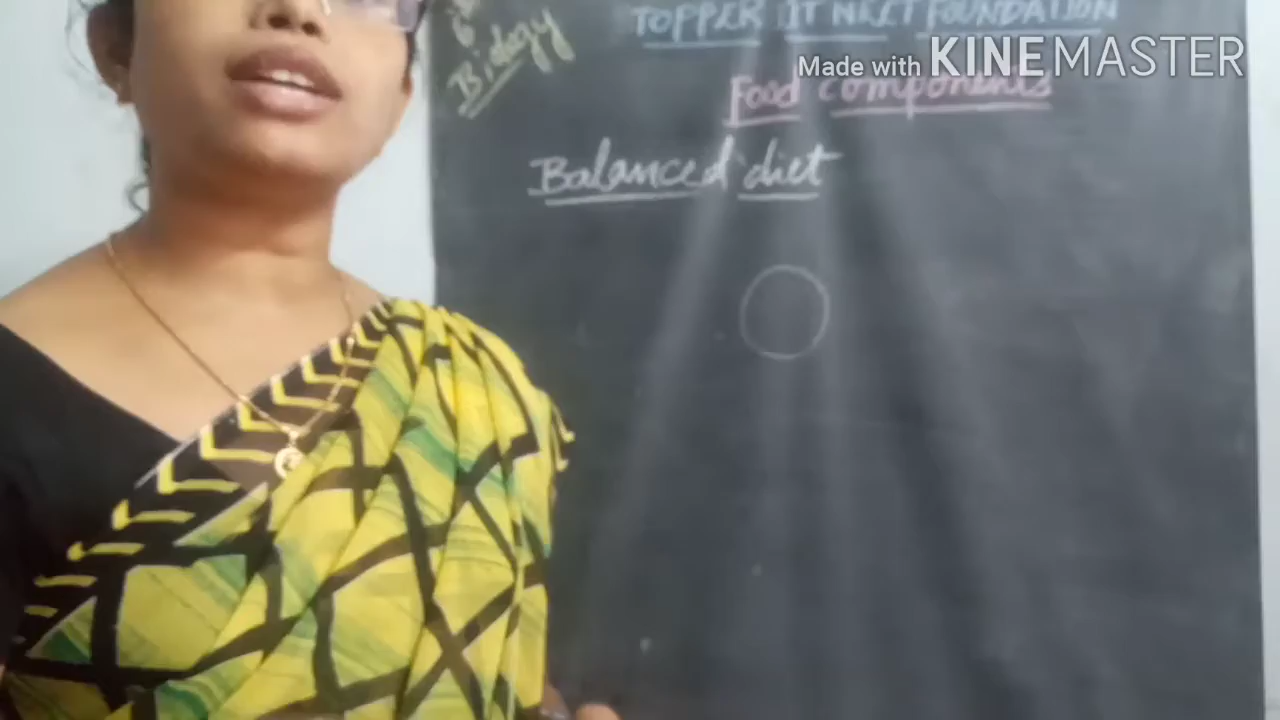 Biology
TOPPER IIT NEET FOUNDATION
Made with KINEMASTER
Food components
Balanced diet